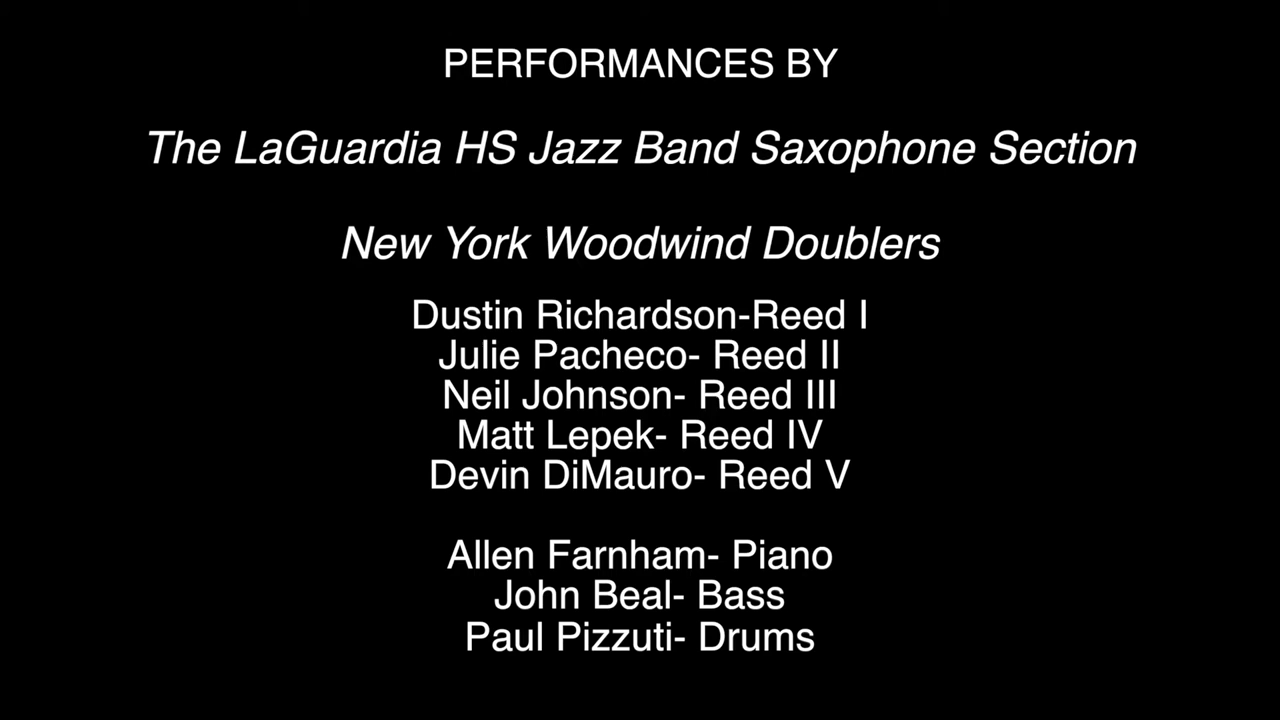 PERFORMANCES BY
The LaGuardia HS Jazz Band Saxophone Section
New York Woodwind Doublers
Dustin Richardson-Reed I
Julie Pacheco- Reed II
Neil Johnson- Reed III
Matt Lepek- Reed IV
Devin DiMauro- Reed V
Allen Farnham- Piano
John Beal- Bass
Paul Pizzuti- Drums